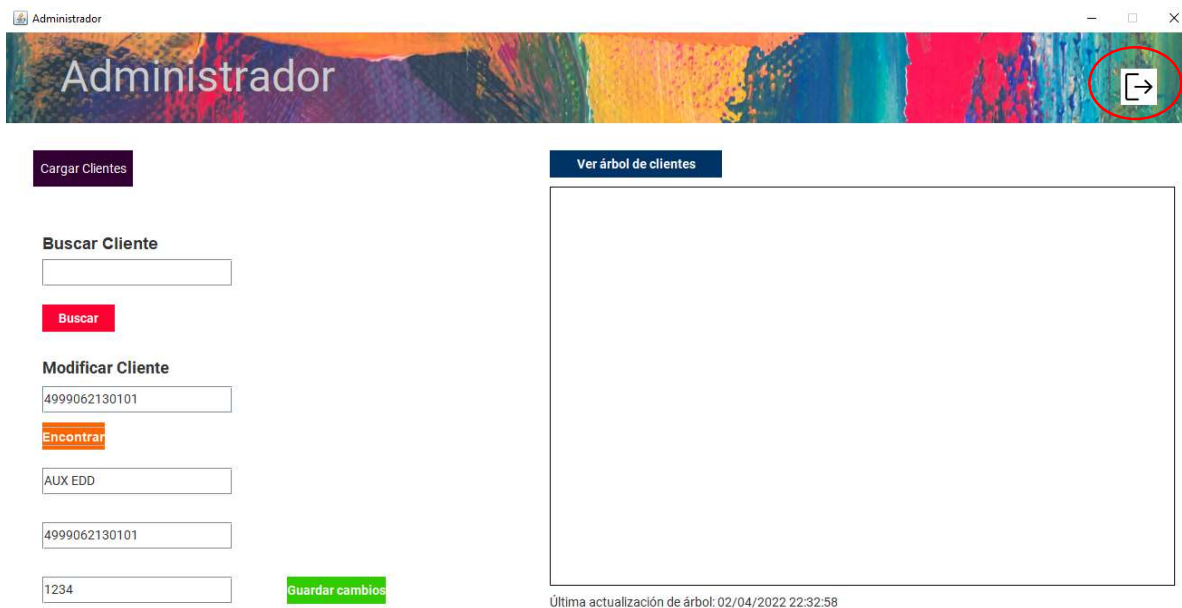 Administrador
Administrador
Cargar Clientes
Ver árbol de clientes
Buscar Cliente
Buscar
Modificar Cliente
4999062130101
Encontrar
AUX EDD
4999062130101
1234
Guardar cambios
Última actualización de árbol: 02/04/2022 22:32:58